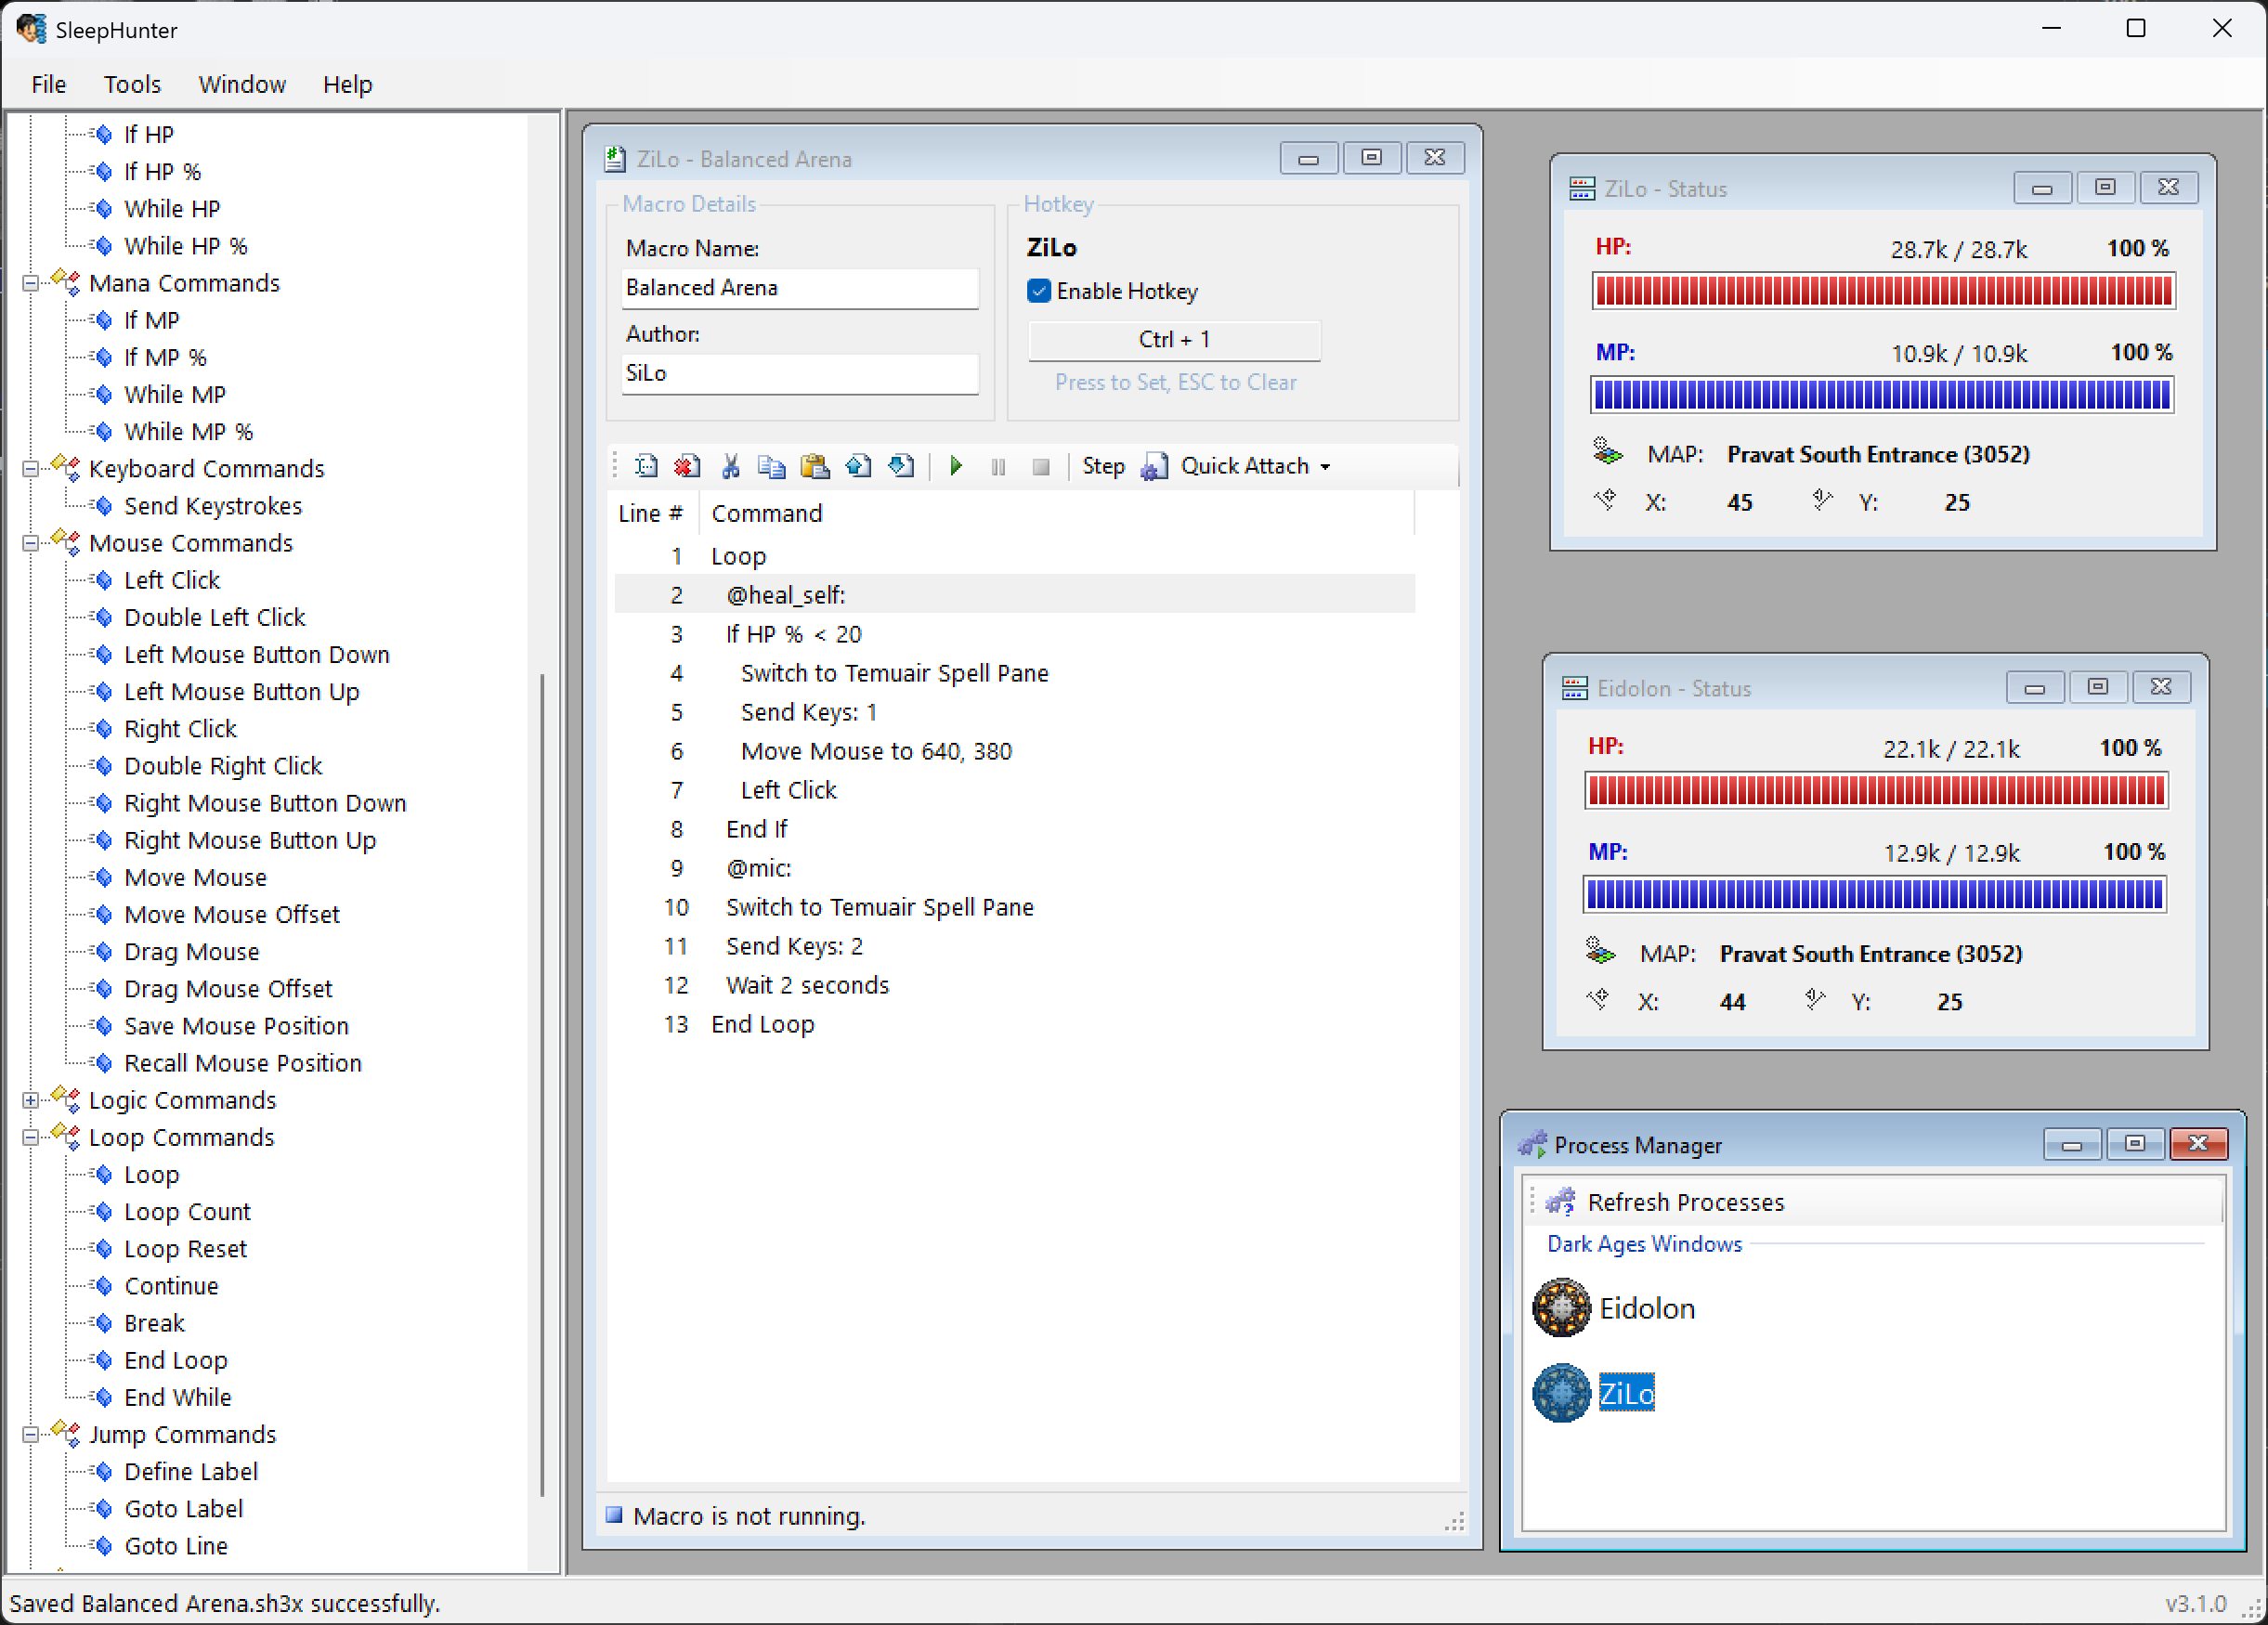 SleepHunter
File Tools Window Help
If HP
If HP %
While HP
While HP %
Mana Commands
If MP
If MP %
While MP
While MP %
Keyboard Commands
Send Keystrokes
Mouse Commands
Left Click
Double Left Click
Left Mouse Button Down
Left Mouse Button Up
Right Click
Double Right Click
Right Mouse Button Down
Right Mouse Button Up
Move Mouse
Move Mouse Offset
Drag Mouse
Drag Mouse Offset
Save Mouse Position
Recall Mouse Position
Logic Commands
Loop Commands
Loop
Loop Count
Loop Reset
Continue
Break
End Loop
End While
Jump Commands
Define Label
Goto Label
Goto Line
ZiLo - Balanced Arena
Macro Details
Macro Name:
Balanced Arena
Author:
SiLo
Hotkey
ZiLo
Enable Hotkey
Ctrl + 1
Press to Set, ESC to Clear
Step Quick Attach
Line # Command
1 Loop
2 @heal_self:
3 If HP % < 20
4 Switch to Temuair Spell Pane
5 Send Keys: 1
6 Move Mouse to 640, 380
7 Left Click
8 End If
9 @mic:
10 Switch to Temuair Spell Pane
11 Send Keys: 2
12 Wait 2 seconds
13 End Loop
Macro is not running.
ZiLo - Status
HP: 28.7k / 28.7k 100 %
MP: 10.9k / 10.9k 100 %
MAP: Pravat South Entrance (3052)
X: 45 Y: 25
Eidolon - Status
HP: 22.1k / 22.1k 100 %
MP: 12.9k / 12.9k 100 %
MAP: Pravat South Entrance (3052)
X: 44 Y: 25
Process Manager
Refresh Processes
Dark Ages Windows
Eidolon
ZiLo
Saved Balanced Arena.sh3x successfully.
v3.1.0